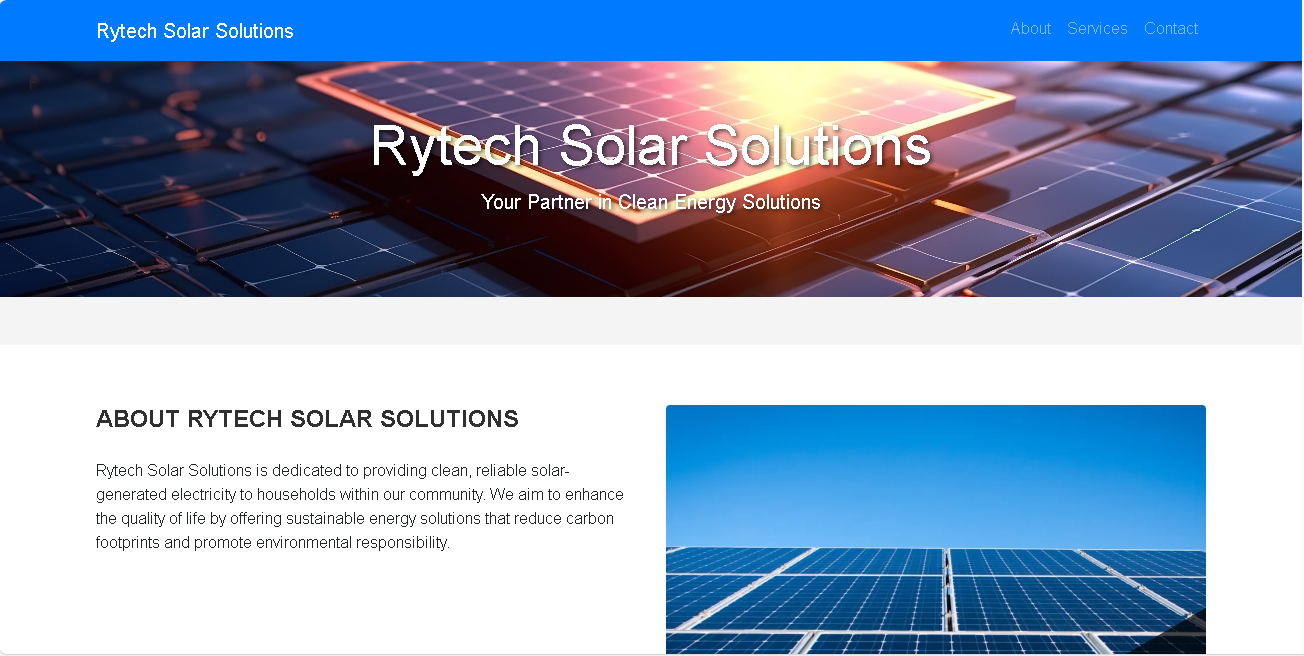 Rytech Solar Solutions
About Services Contact
Rytech Solar Solutions
Your Partner in Clean Energy Solutions
ABOUT RYTECH SOLAR SOLUTIONS
Rytech Solar Solutions is dedicated to providing clean, reliable solar-
generated electricity to households within our community. We aim to enhance
the quality of life by offering sustainable energy solutions that reduce carbon
footprints and promote environmental responsibility.